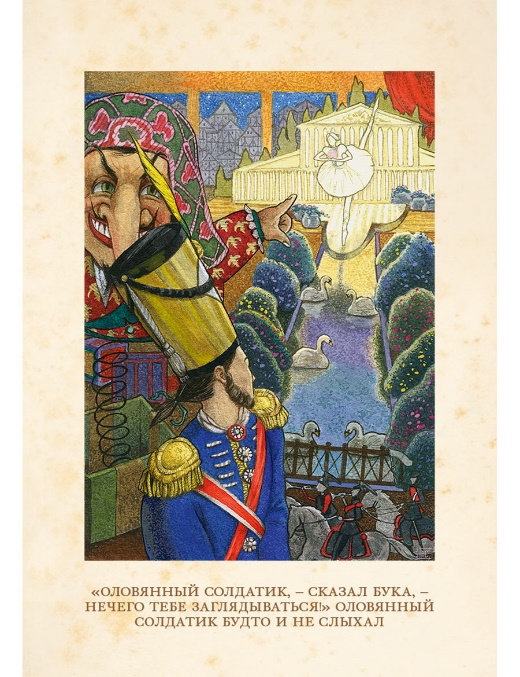 «ОЛОВЯННЫЙ СОЛДАТИК, – СКАЗАЛ БУКА, –
НЕЧЕГО ТЕБЕ ЗАГЛЯДЫВАТЬСЯ!» ОЛОВЯННЫЙ
СОЛДАТИК БУДТО И НЕ СЛЫХАЛ